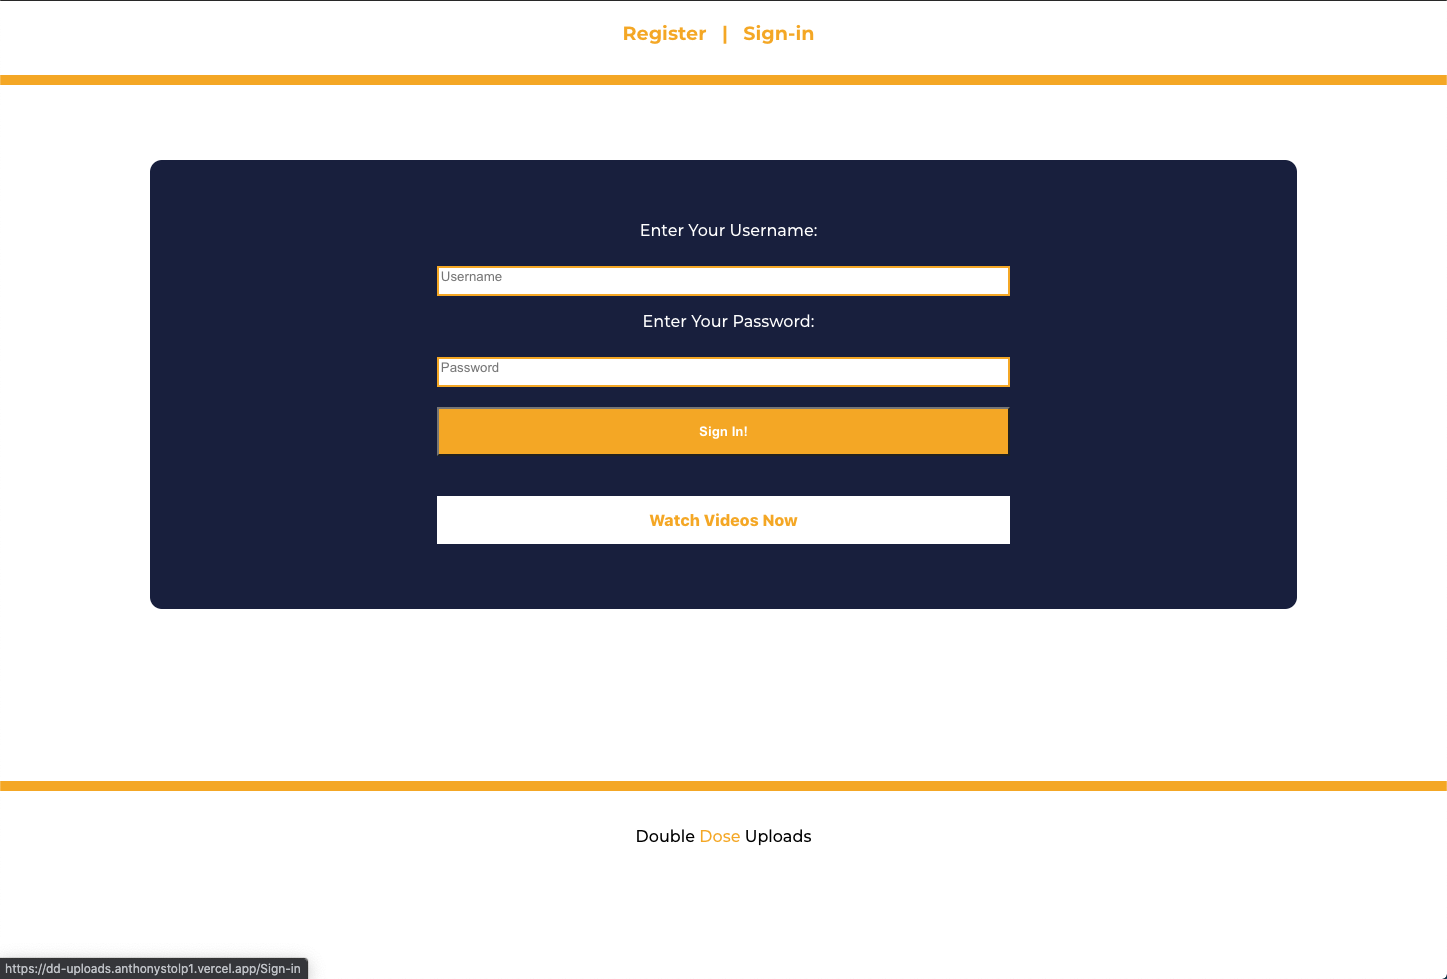 Register | Sign-in
Enter Your Username:
Username
Enter Your Password:
Password
Sign In!
Watch Videos Now
Double Dose Uploads
https://dd-uploads.anthonystolp1.vercel.app/Sign-in